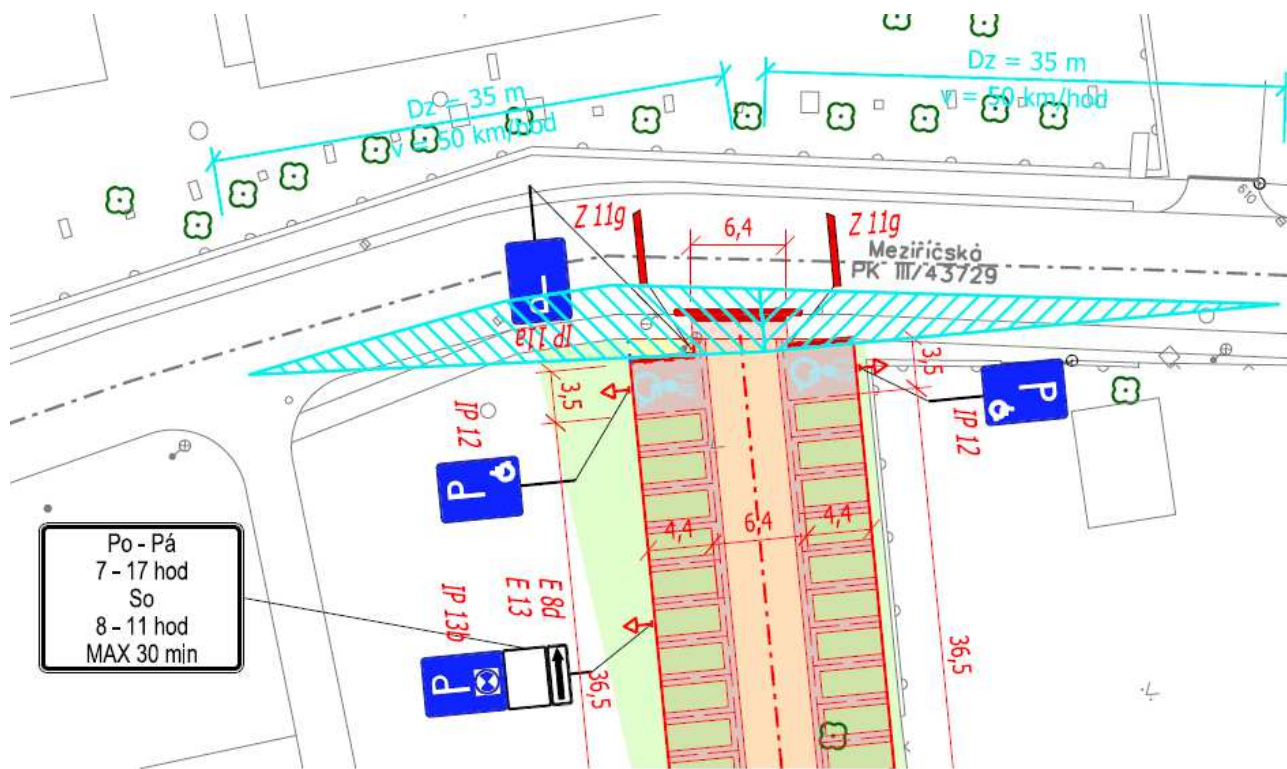 Dz = 35 m
v = 50 km/hod
Dz = 35 m
v = 50 km/hod
610
Z 11g
6,4
Z 11g
Meziříčská
PK III/43729
P
Ip 11a
3,5
3,5
IP 12
P
P
IP 12
4,4
6,4
4,4
Po - Pá
7 - 17 hod
So
8 - 11 hod
MAX 30 min
IP 13b
E 13
E 8d
P
36,5
36,5